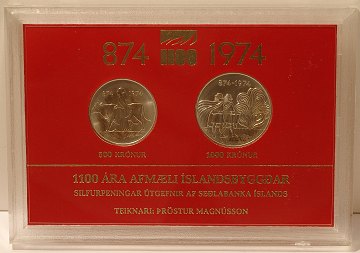 874 1100 1974
874 1974
874-1974
500 KRÓNUR
1000 KRÓNUR
1100 ÁRA AFMÆLI ÍSLANDSBYGGÐAR
SILFURPENINGAR ÚTGEFNIR AF SEÐLABANKA ÍSLANDS
TEIKNARI: ÞRÖSTUR MAGNÚSSON